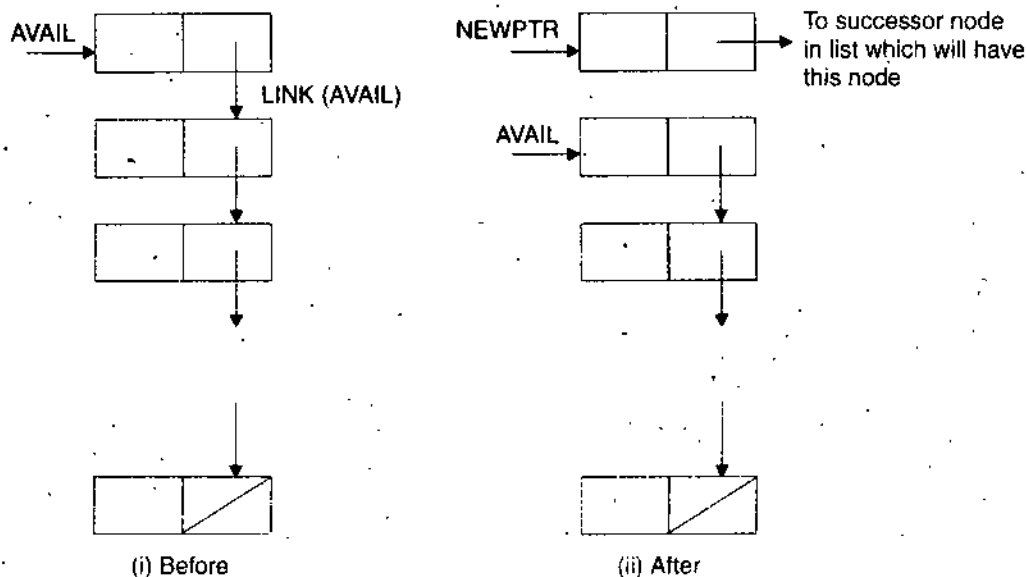 AVAIL
LINK (AVAIL)
(i) Before
NEWPTR
To successor node
in list which will have
this node
AVAIL
(ii) After